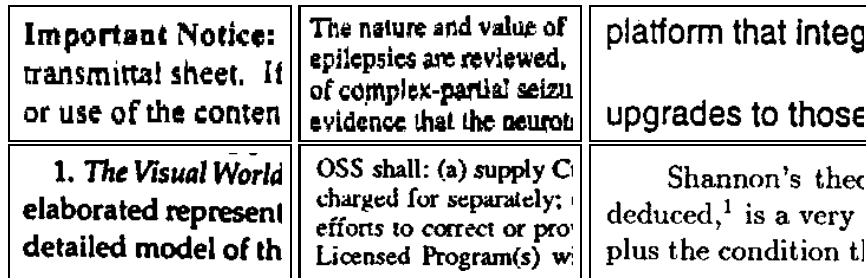 Important Notice:
transmittal sheet. If
or use of the conten
The nature and value of
epilepsies are reviewed,
of complex-partial seizu
evidence that the neurot
platform that integ
upgrades to those
1. The Visual World
elaborated represent
detailed model of th
OSS shall: (a) supply C
charged for separately;
efforts to correct or prov
Licensed Program(s) wi
Shannon's theo
deduced,¹ is a very
plus the condition th